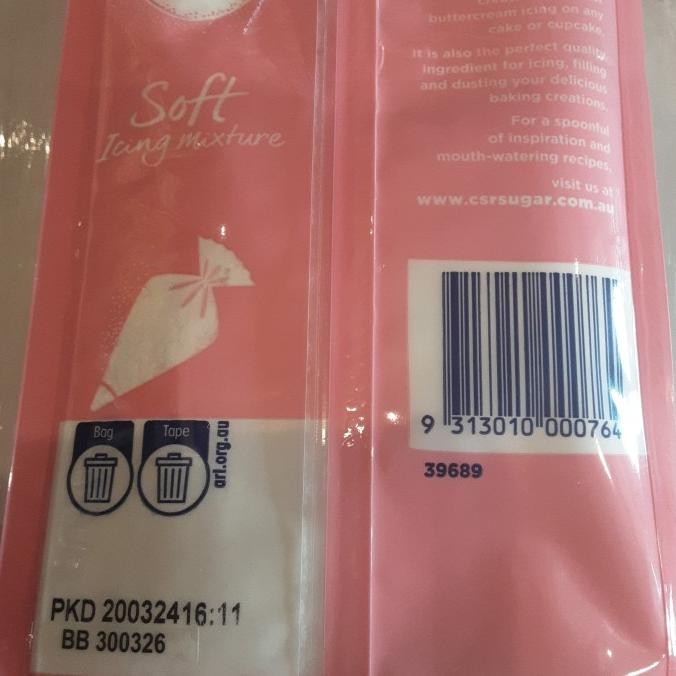 Soft
Icing mixture
Bag
Tape
arl.org.au
PKD 20032416:11
BB 300326
buttercream icing on any
cake or cupcake.
It is also the perfect quality
ingredient for icing, filling
and dusting your delicious
baking creations.
For a spoonful
of inspiration and
mouth-watering recipes,
visit us at
www.csrsugar.com.au
9 313010 000764
39689